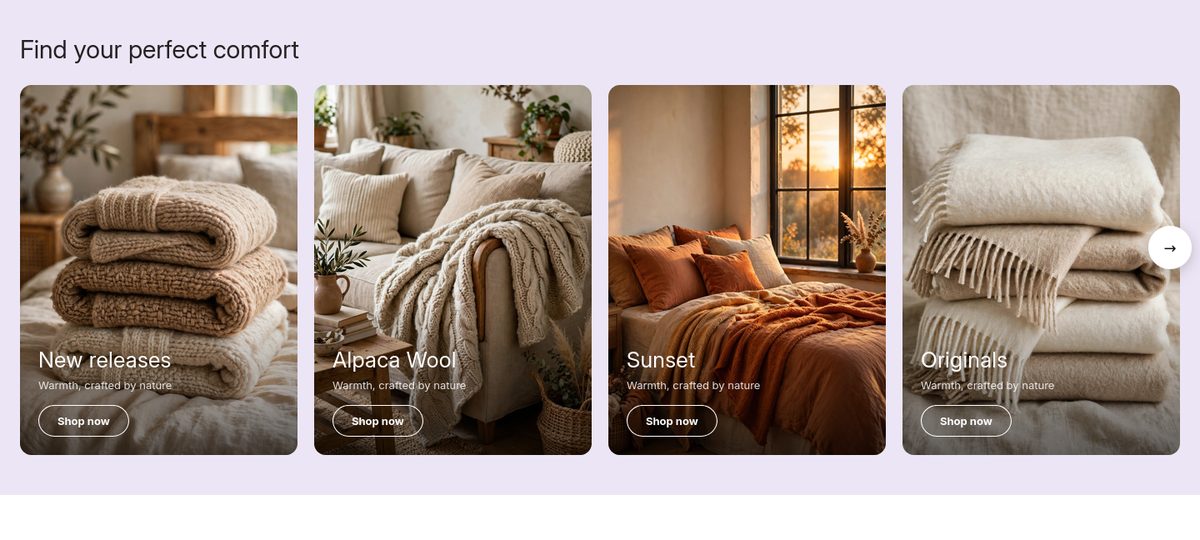 Find your perfect comfort
New releases
Warmth, crafted by nature
Shop now
Alpaca Wool
Warmth, crafted by nature
Shop now
Sunset
Warmth, crafted by nature
Shop now
Originals
Warmth, crafted by nature
Shop now